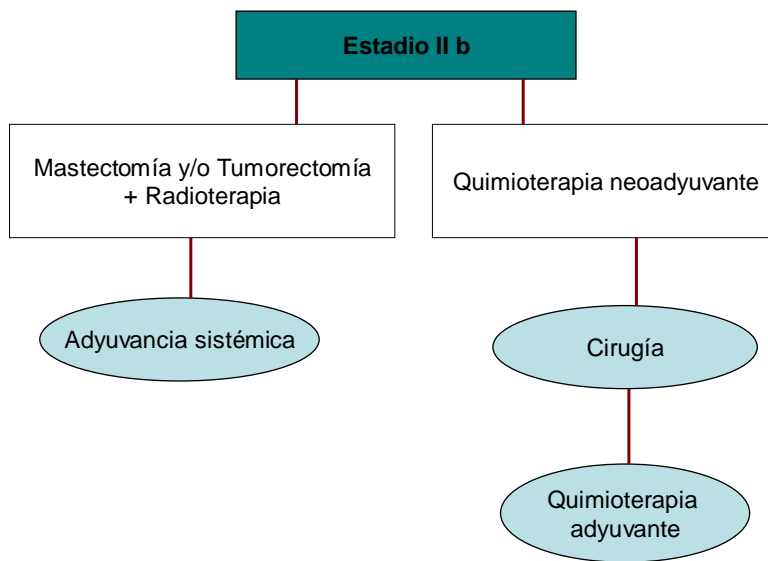 Estadio II b
Mastectomía y/o Tumorectomía
+ Radioterapia
Quimioterapia neoadyuvante
Adyuvancia sistémica
Cirugía
Quimioterapia
adyuvante